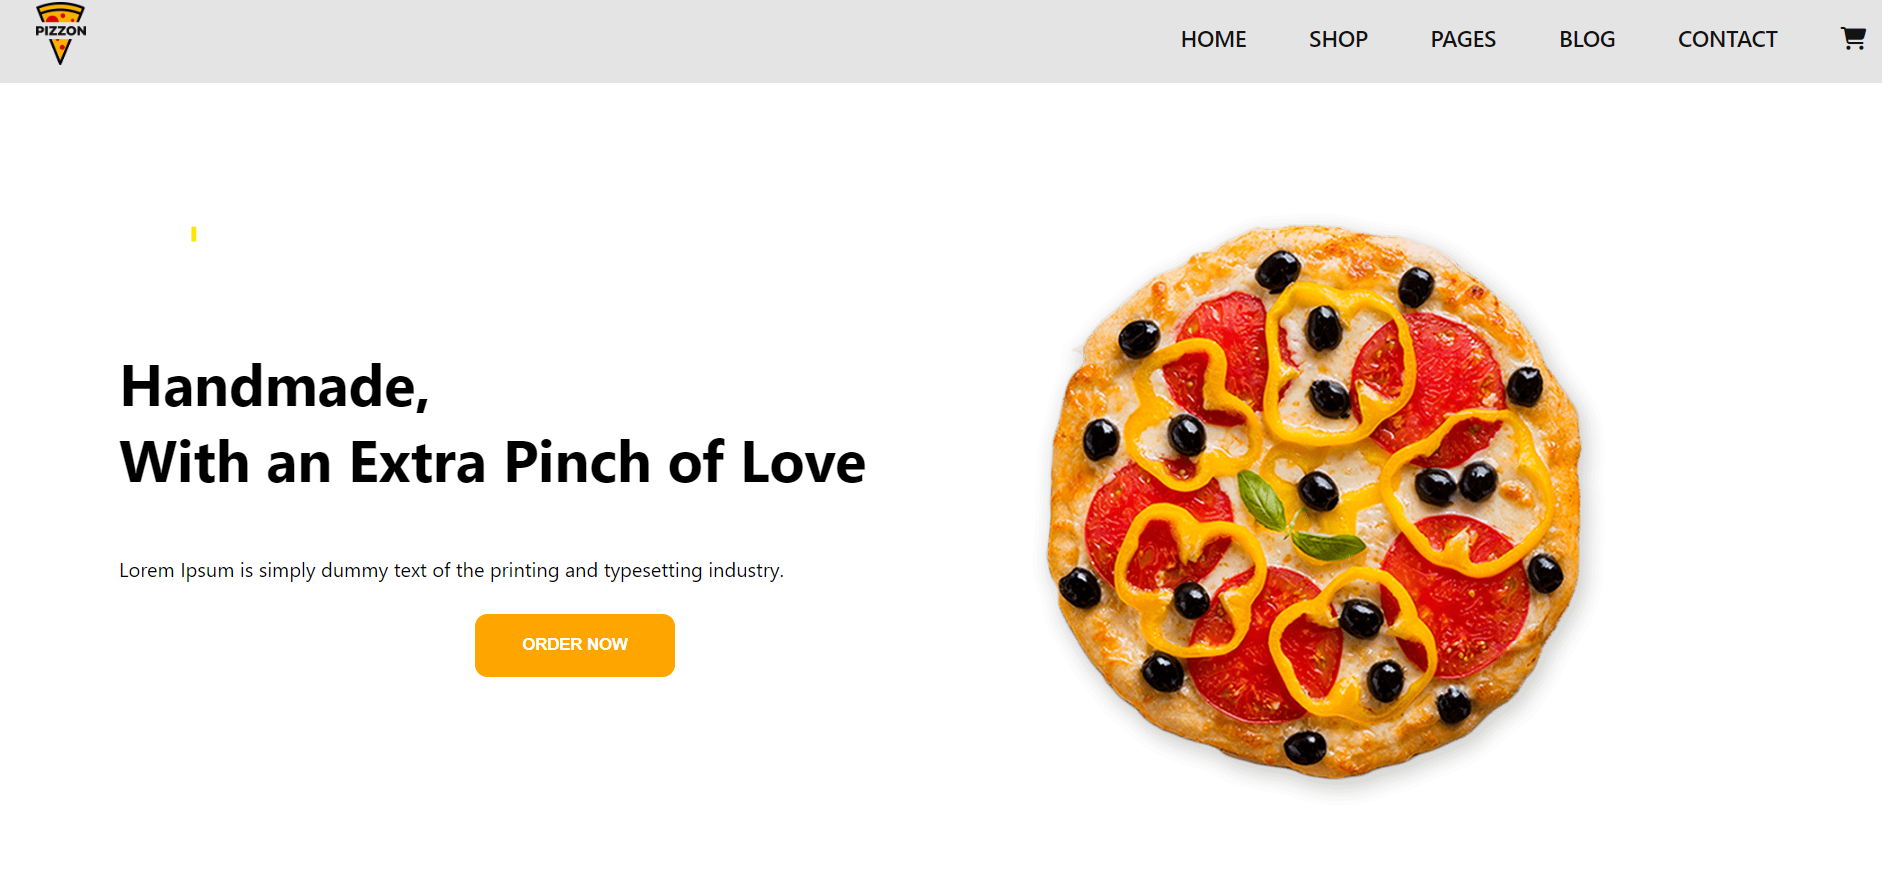 PIZZON
HOME SHOP PAGES BLOG CONTACT
Handmade,
With an Extra Pinch of Love
Lorem Ipsum is simply dummy text of the printing and typesetting industry.
ORDER NOW